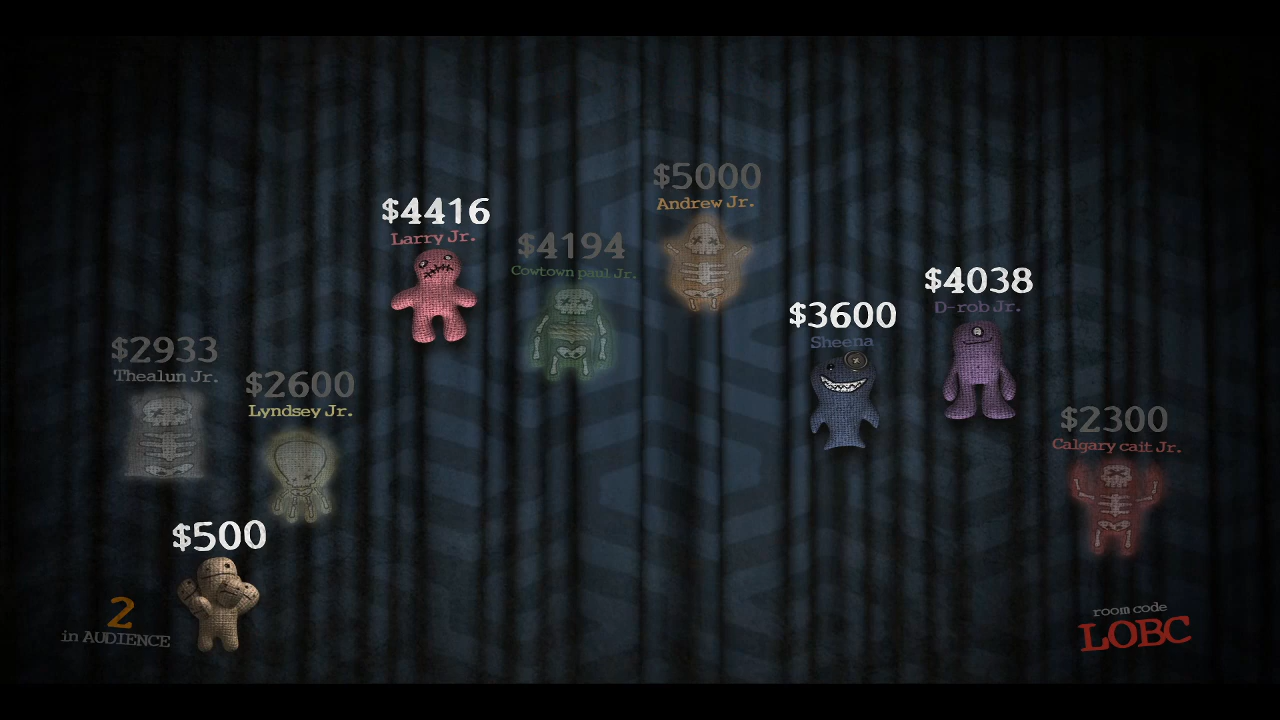 $5000
Andrew Jr.
$4416
Larry Jr.
$4194
Cowtown paul Jr.
$4038
D-rob Jr.
$3600
Sheena
$2933
Thealun Jr.
$2600
Lyndsey Jr.
$2300
Calgary cait Jr.
$500
2
in AUDIENCE
room code
LOBC